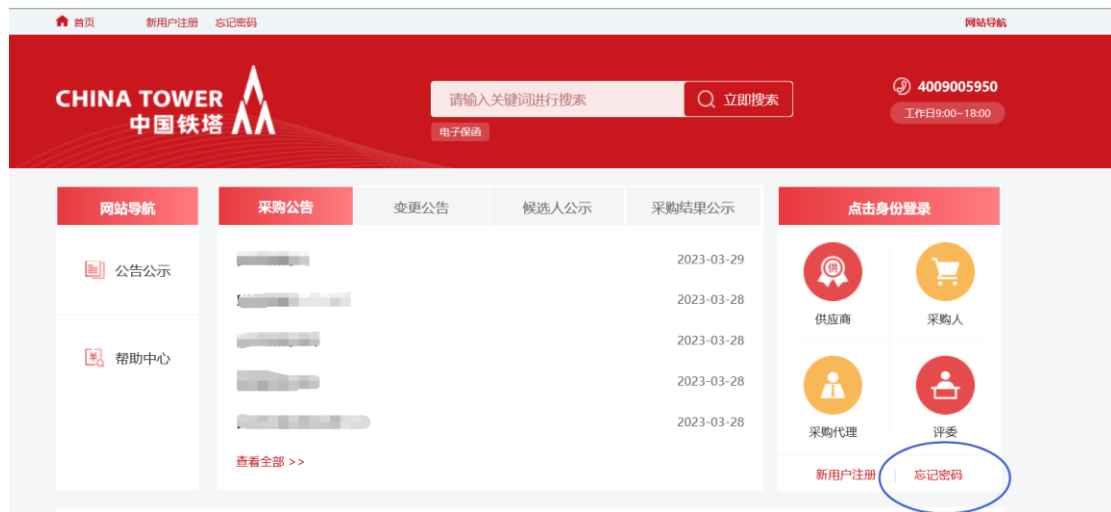 首页 新用户注册 忘记密码 网站导航
CHINA TOWER
中国铁塔
请输入关键词进行搜索 立即搜索
电子保函
4009005950
工作日9:00~18:00
网站导航
公告公示
帮助中心
采购公告 变更公告 候选人公示 采购结果公示
2023-03-29
2023-03-28
2023-03-28
2023-03-28
2023-03-28
查看全部 >>
点击身份登录
供
供应商 采购人
采购代理 评委
新用户注册 忘记密码